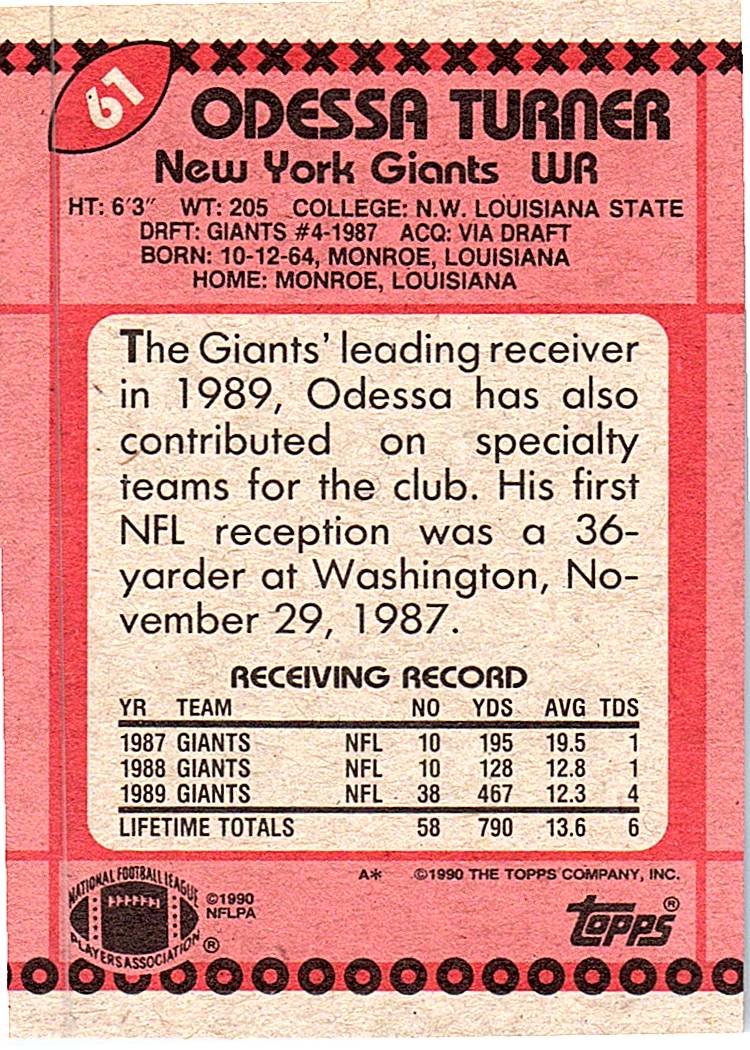 61
ODESSA TURNER
New York Giants WR
HT: 6'3" WT: 205 COLLEGE: N.W. LOUISIANA STATE
DRFT: GIANTS #4-1987 ACQ: VIA DRAFT
BORN: 10-12-64, MONROE, LOUISIANA
HOME: MONROE, LOUISIANA
The Giants' leading receiver
in 1989, Odessa has also
contributed on specialty
teams for the club. His first
NFL reception was a 36-
yarder at Washington, No-
vember 29, 1987.
RECEIVING RECORD
YR TEAM NO YDS AVG TDS
1987 GIANTS NFL 10 195 19.5 1
1988 GIANTS NFL 10 128 12.8 1
1989 GIANTS NFL 38 467 12.3 4
LIFETIME TOTALS 58 790 13.6 6
A* ©1990 THE TOPPS COMPANY, INC.
NATIONAL FOOTBALL LEAGUE
PLAYERS ASSOCIATION ®
©1990
NFLPA
topps®